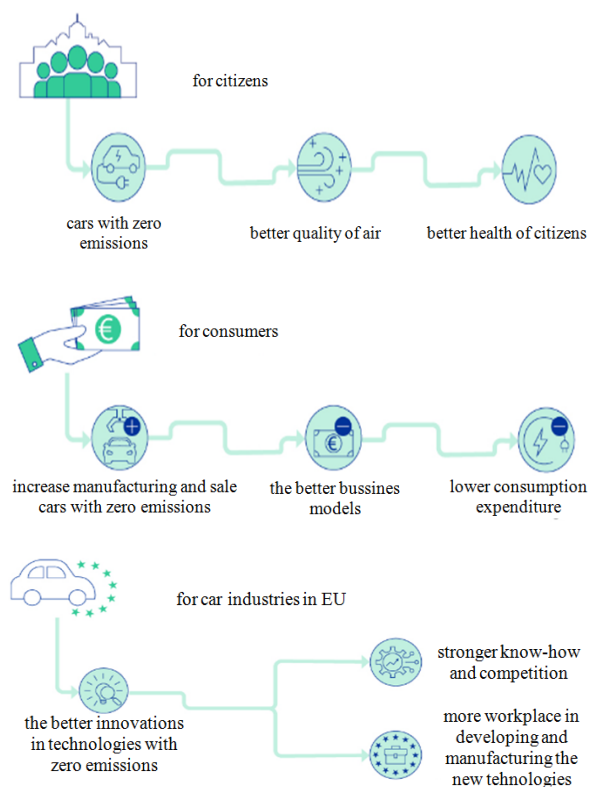 for citizens
cars with zero
emissions
better quality of air
better health of citizens
for consumers
increase manufacturing and sale
cars with zero emissions
the better bussines
models
lower consumption
expenditure
for car industries in EU
the better innovations
in technologies with
zero emissions
stronger know-how
and competition
more workplace in
developing and
manufacturing the
new tehnologies